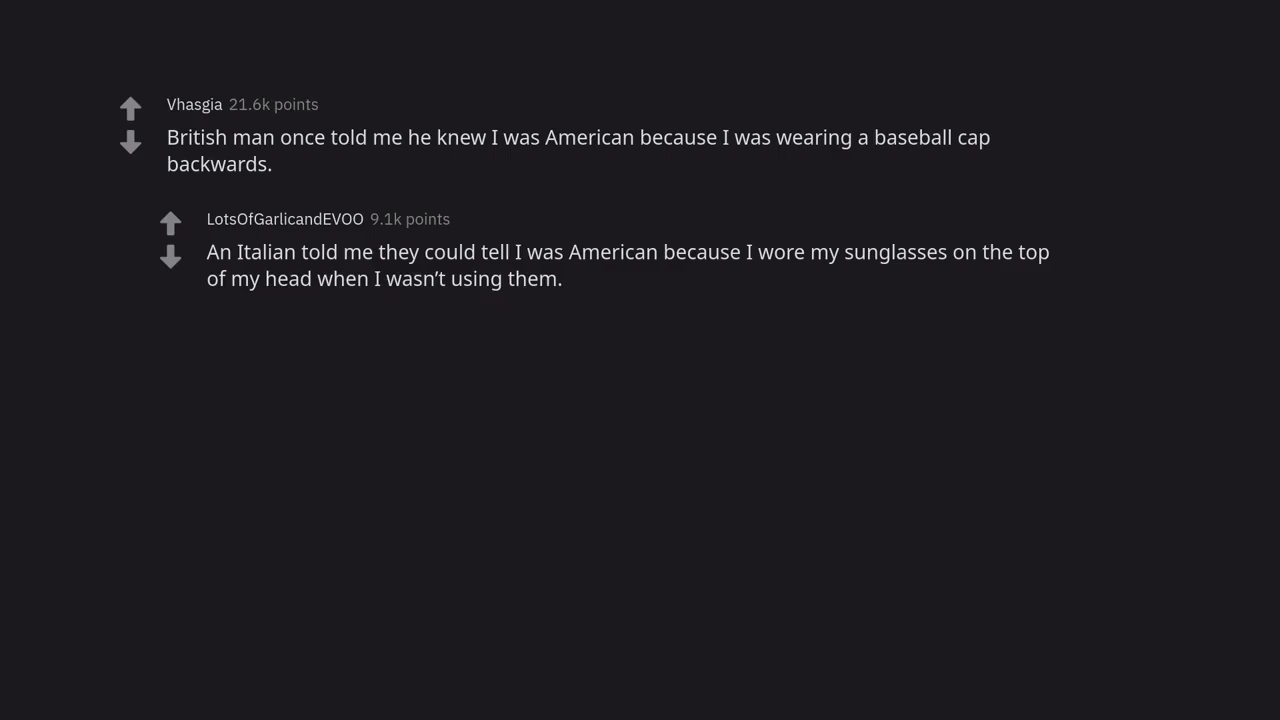 Vhasgia 21.6k points
British man once told me he knew I was American because I was wearing a baseball cap
backwards.
LotsOfGarlicandEVOO 9.1k points
An Italian told me they could tell I was American because I wore my sunglasses on the top
of my head when I wasn’t using them.